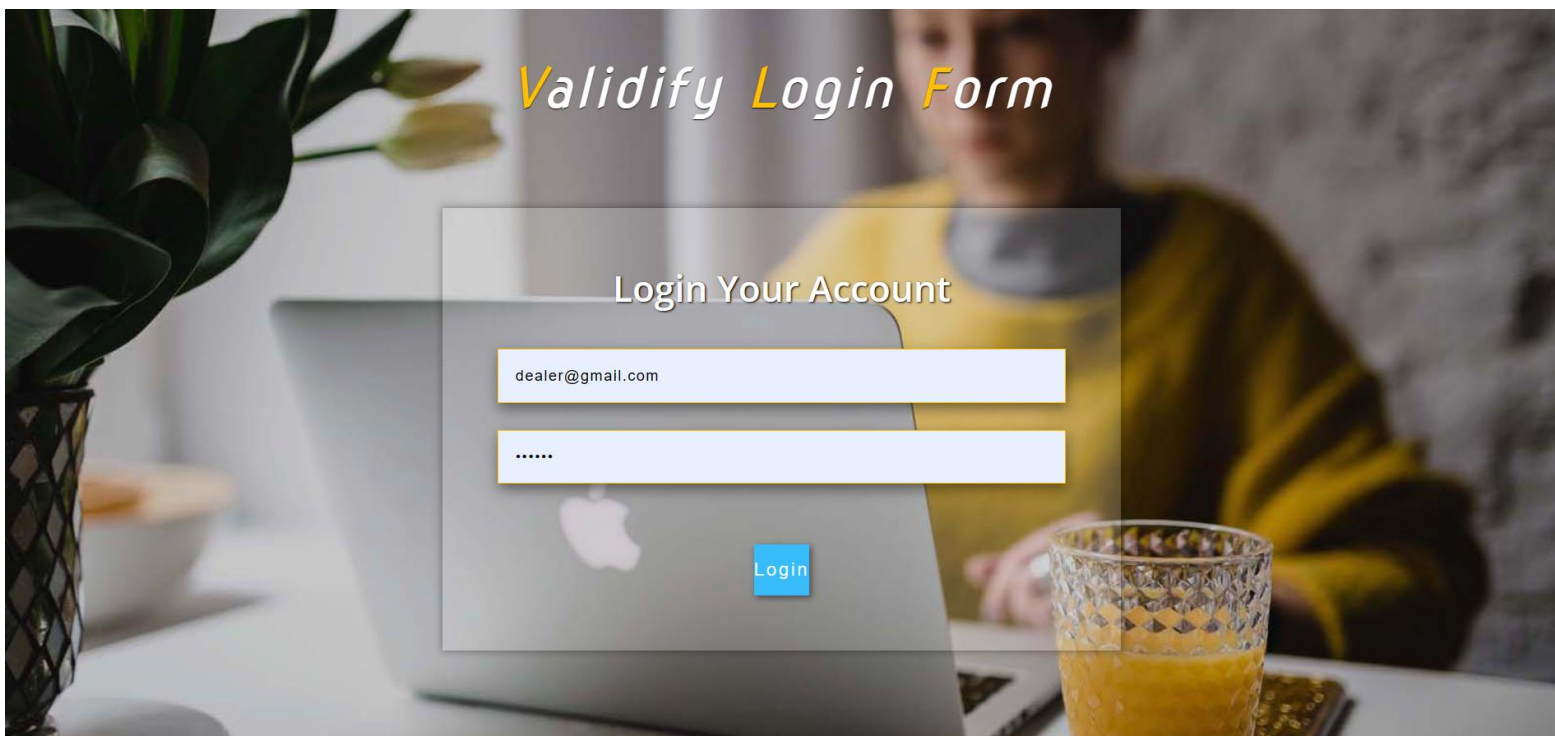 Validify Login Form
Login Your Account
dealer@gmail.com
••••••
Login